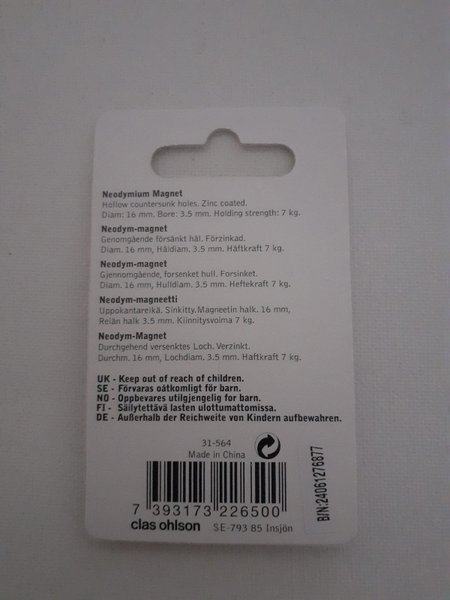 Neodymium Magnet
Hollow countersunk holes. Zinc coated.
Diam: 16 mm. Bore: 3.5 mm. Holding strength: 7 kg.
Neodym-magnet
Genomgående försänkt hål. Förzinkad.
Diam. 16 mm, Håldiam. 3.5 mm. Häftkraft 7 kg.
Neodym-magnet
Gjennomgående, forsenket hull. Forsinket.
Diam. 16 mm, Hulldiam. 3.5 mm. Heftekraft 7 kg.
Neodym-magneetti
Uppokantareikä. Sinkitty. Magneetin halk. 16 mm,
Reiän halk 3.5 mm. Kiinnitysvoima 7 kg.
Neodym-Magnet
Durchgehend versenktes Loch. Verzinkt.
Durchm. 16 mm, Lochdiam. 3.5 mm. Haftkraft 7 kg.
UK - Keep out of reach of children.
SE - Förvaras oåtkomligt för barn.
NO - Oppbevares utilgjengelig for barn.
FI - Säilytettävä lasten ulottumattomissa.
DE - Außerhalb der Reichweite von Kindern aufbewahren.
31-564
Made in China
7 393173 226500
clas ohlson SE-793 85 Insjön
B/N:24061276877